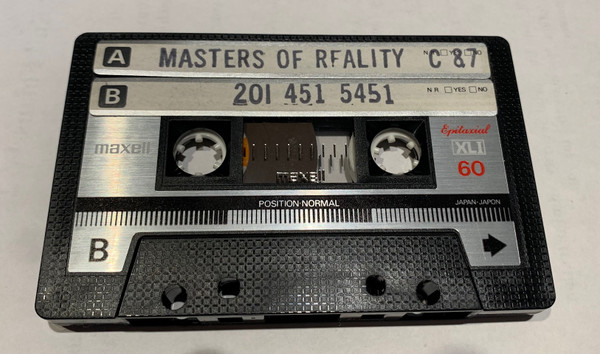 A MASTERS OF REALITY C 87 N R □ YES □ NO
B 201 451 5451 N R □ YES □ NO
Epitaxial
maxell XLI
maxell
60
POSITION·NORMAL JAPAN·JAPON
B